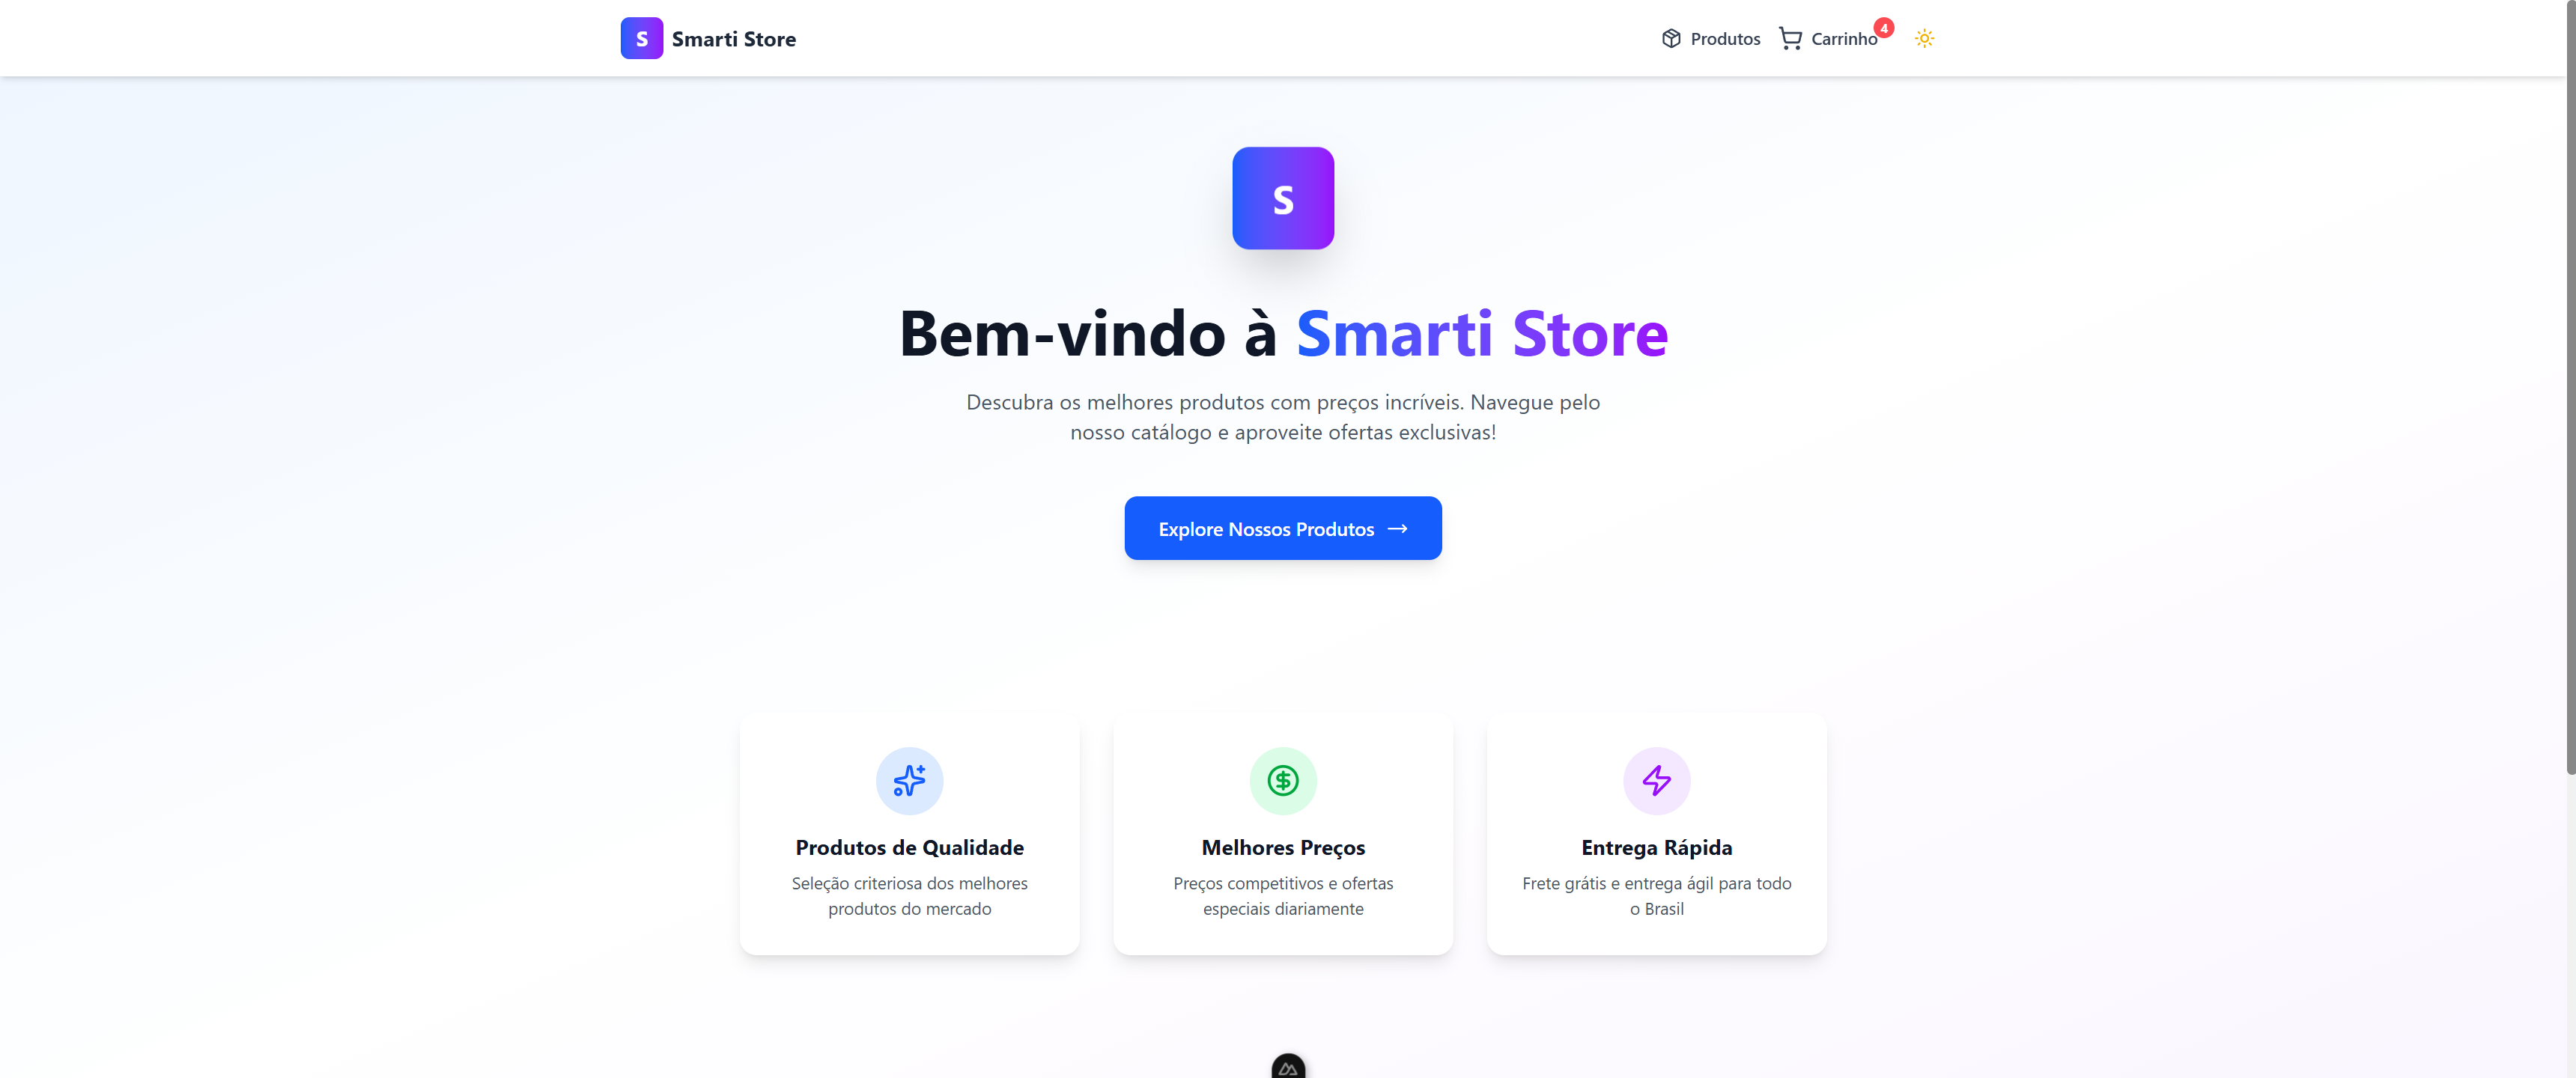 S Smarti Store
Produtos
Carrinho 4
S
Bem-vindo à Smarti Store
Descubra os melhores produtos com preços incríveis. Navegue pelo
nosso catálogo e aproveite ofertas exclusivas!
Explore Nossos Produtos →
Produtos de Qualidade
Seleção criteriosa dos melhores
produtos do mercado
Melhores Preços
Preços competitivos e ofertas
especiais diariamente
Entrega Rápida
Frete grátis e entrega ágil para todo
o Brasil